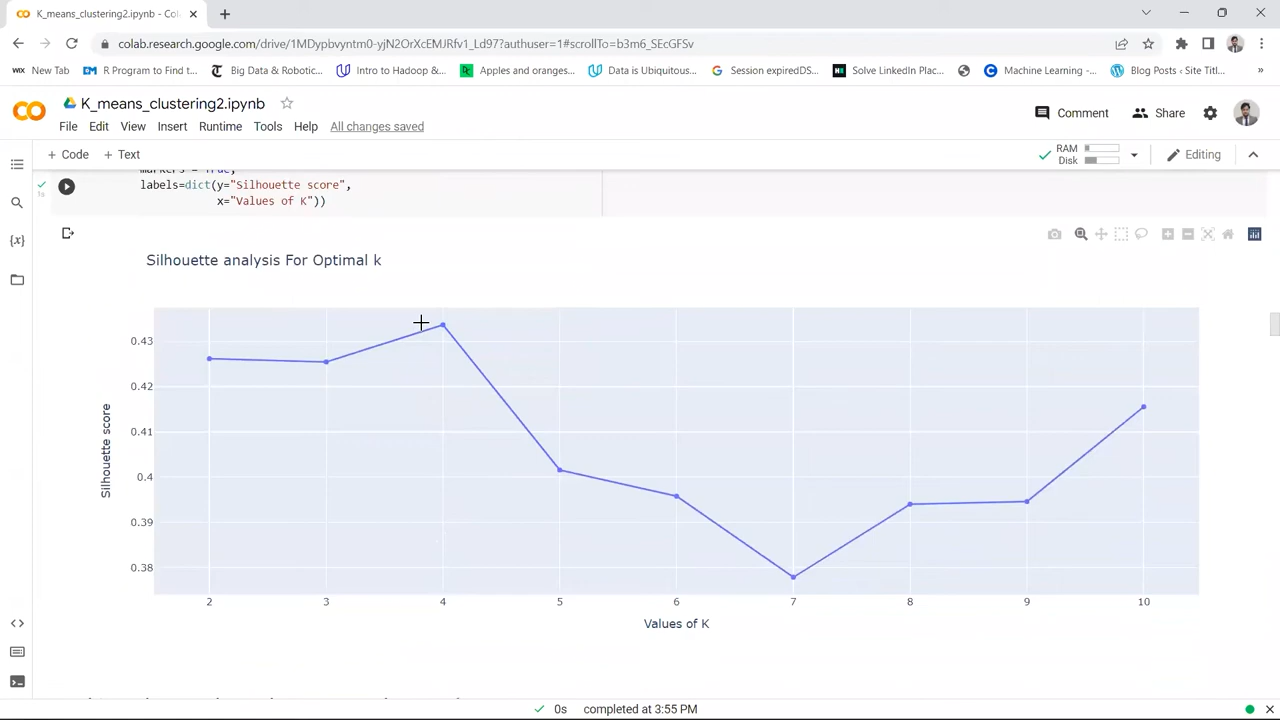 K_means_clustering2.ipynb - Col
colab.research.google.com/drive/1MDypbvyntm0-yjN2OrXcEMJRfv1_Ld97?authuser=1#scrollTo=b3m6_SEcGFSv
WIX New Tab R Program to Find t... Big Data & Robotic... Intro to Hadoop &... Apples and oranges... Data is Ubiquitous... Session expiredDS... Solve LinkedIn Plac... Machine Learning -... Blog Posts ‹ Site Titl... »
K_means_clustering2.ipynb
Comment Share
File Edit View Insert Runtime Tools Help All changes saved
+ Code + Text RAM Disk Editing
markers = True,
labels=dict(y="Silhouette score",
x="Values of K"))
1s
{x}
Silhouette analysis For Optimal k
0.43
0.42
0.41
0.4
0.39
0.38
Silhouette score
2 3 4 5 6 7 8 9 10
Values of K
0s completed at 3:55 PM